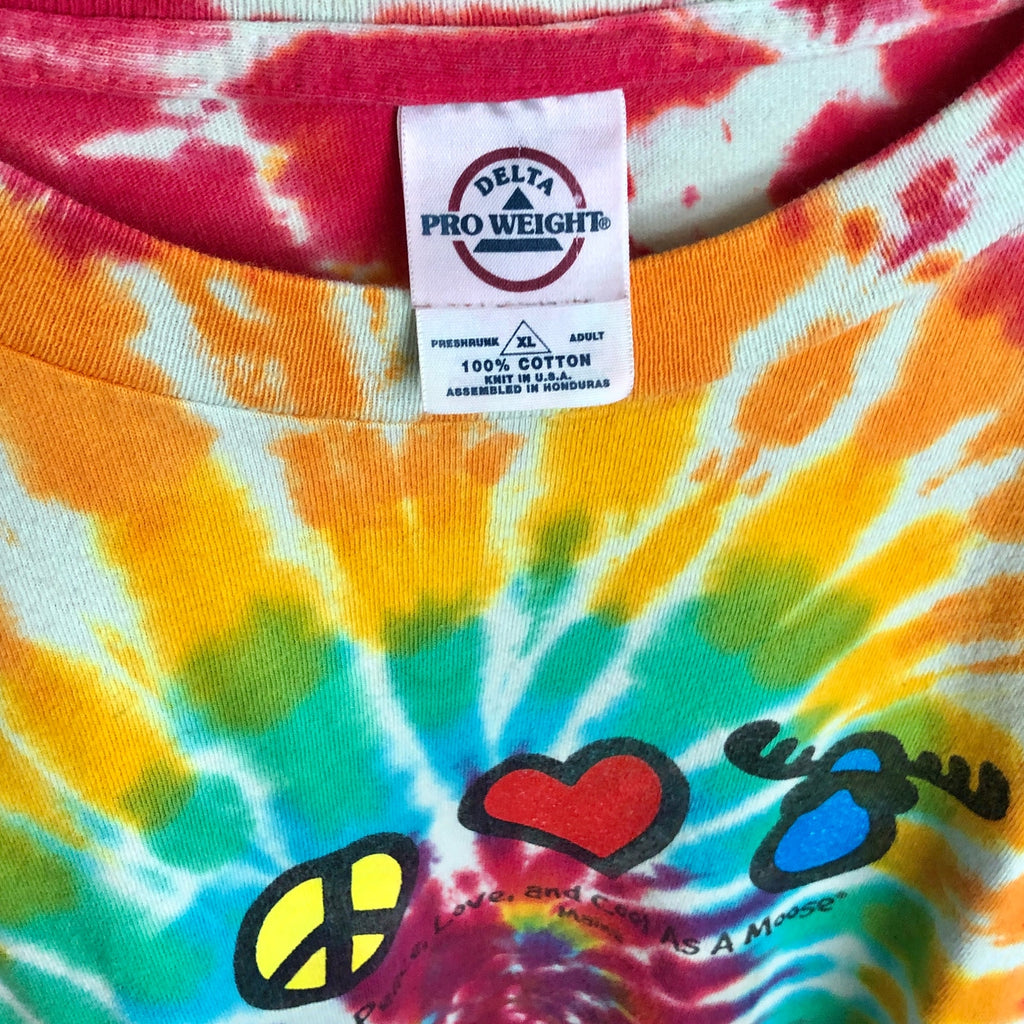 DELTA
PRO WEIGHT®
PRESHRUNK XL ADULT
100% COTTON
KNIT IN U.S.A.
ASSEMBLED IN HONDURAS
Peace, Love, and Cool As A Moose®
Maine